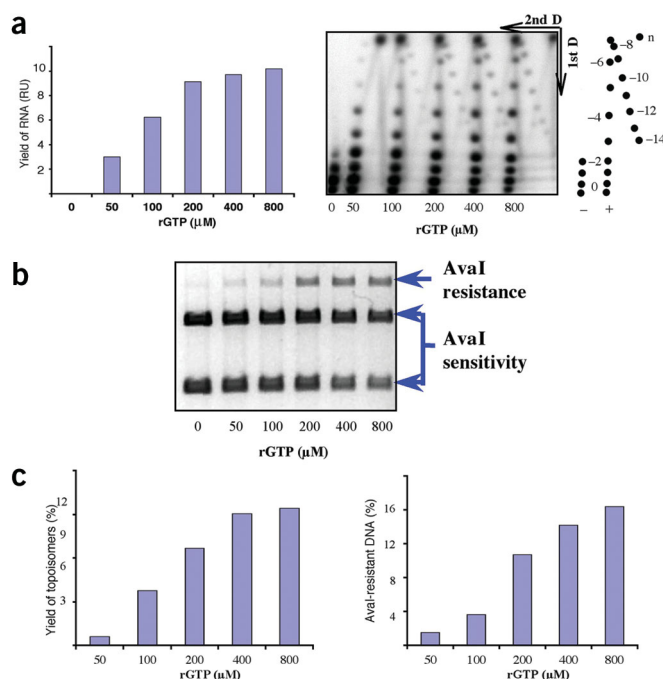 a
Yield of RNA (RU)
10
8
6
4
2
0 50 100 200 400 800
rGTP (μM)
2nd D
1st D
0 50 100 200 400 800
rGTP (μM)
n
−8
−6
−10
−12
−4
−14
−2
0
− +
b
AvaI
resistance
AvaI
sensitivity
0 50 100 200 400 800
rGTP (μM)
c
Yield of topoisomers (%)
12
9
6
3
50 100 200 400 800
rGTP (μM)
AvaI-resistant DNA (%)
16
12
8
4
50 100 200 400 800
rGTP (μM)